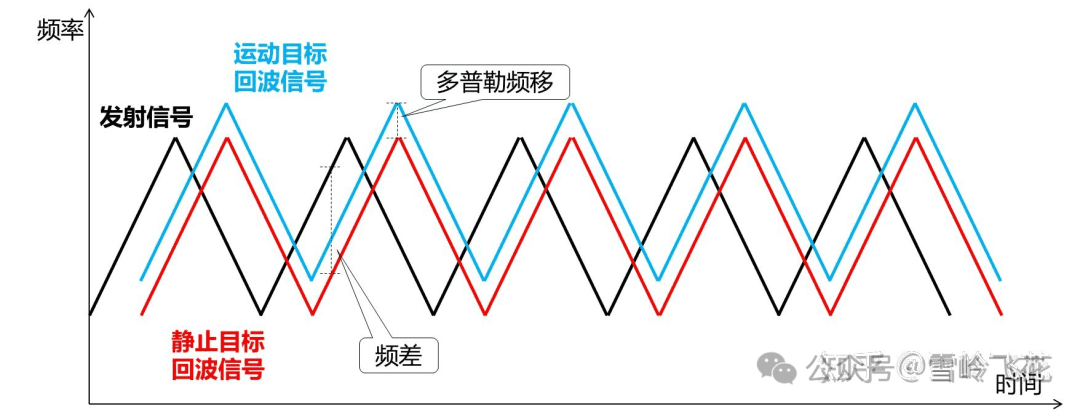 频率
运动目标
回波信号
多普勒频移
发射信号
静止目标
回波信号
频差
公众号@雪岭飞花
时间